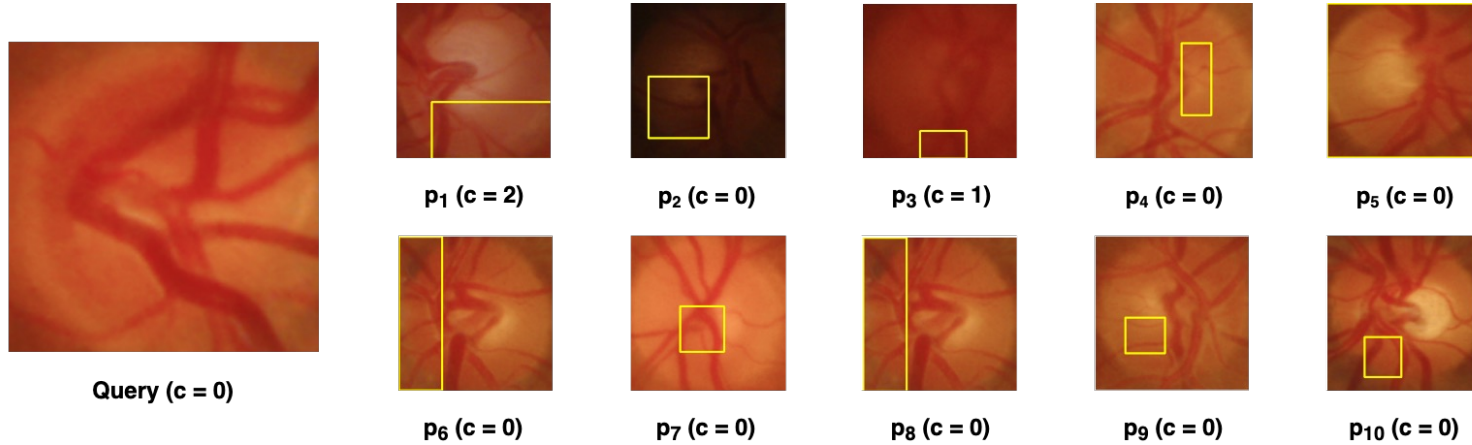 p1 (c = 2)
p2 (c = 0)
p3 (c = 1)
p4 (c = 0)
p5 (c = 0)
Query (c = 0)
p6 (c = 0)
p7 (c = 0)
p8 (c = 0)
p9 (c = 0)
p10 (c = 0)